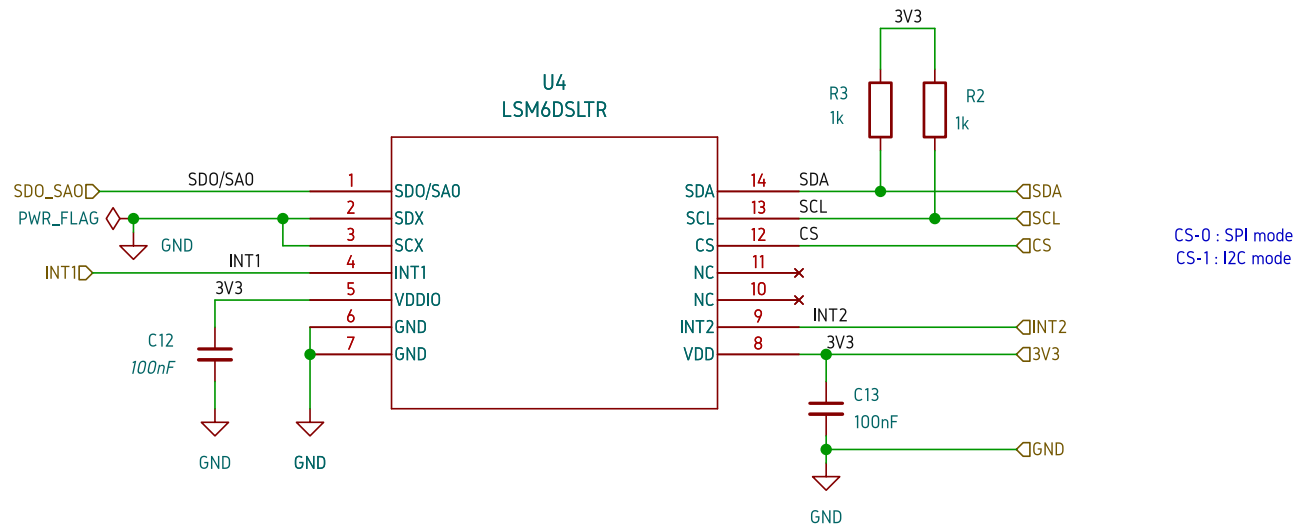 3V3
U4
LSM6DSLTR
R3
1k
R2
1k
SDO_SA0
SDO/SA0
1
SDO/SA0
SDA
14
SDA
SDA
PWR_FLAG
2
SDX
SCL
13
SCL
SCL
GND
3
SCX
CS
12
CS
CS
CS-0 : SPI mode
CS-1 : I2C mode
INT1
INT1
4
INT1
NC
11
3V3
5
VDDIO
NC
10
6
GND
INT2
9
INT2
INT2
C12
100nF
7
GND
VDD
8
3V3
3V3
C13
100nF
GND
GND
GND
GND